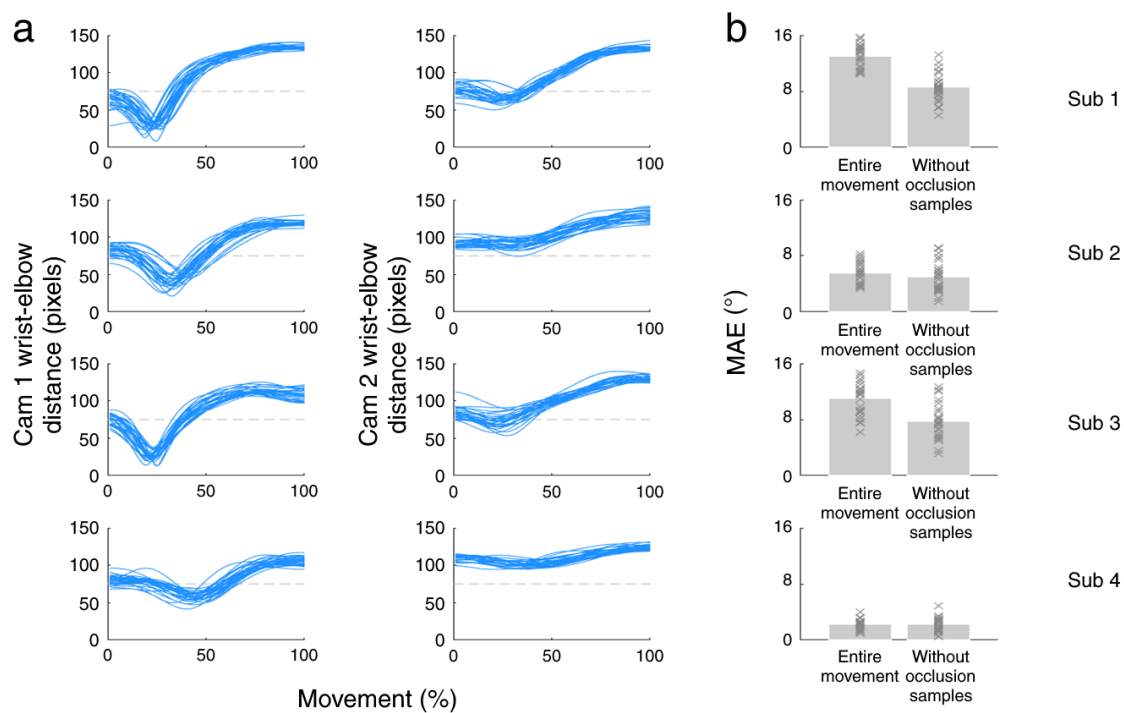 a
b
Cam 1 wrist-elbow
distance (pixels)
Cam 2 wrist-elbow
distance (pixels)
MAE (°)
Movement (%)
150
100
50
0
0
50
100
150
100
50
0
0
50
100
16
8
0
Entire
movement
Without
occlusion
samples
Sub 1
150
100
50
0
0
50
100
150
100
50
0
0
50
100
16
8
0
Entire
movement
Without
occlusion
samples
Sub 2
150
100
50
0
0
50
100
150
100
50
0
0
50
100
16
8
0
Entire
movement
Without
occlusion
samples
Sub 3
150
100
50
0
0
50
100
150
100
50
0
0
50
100
16
8
0
Entire
movement
Without
occlusion
samples
Sub 4